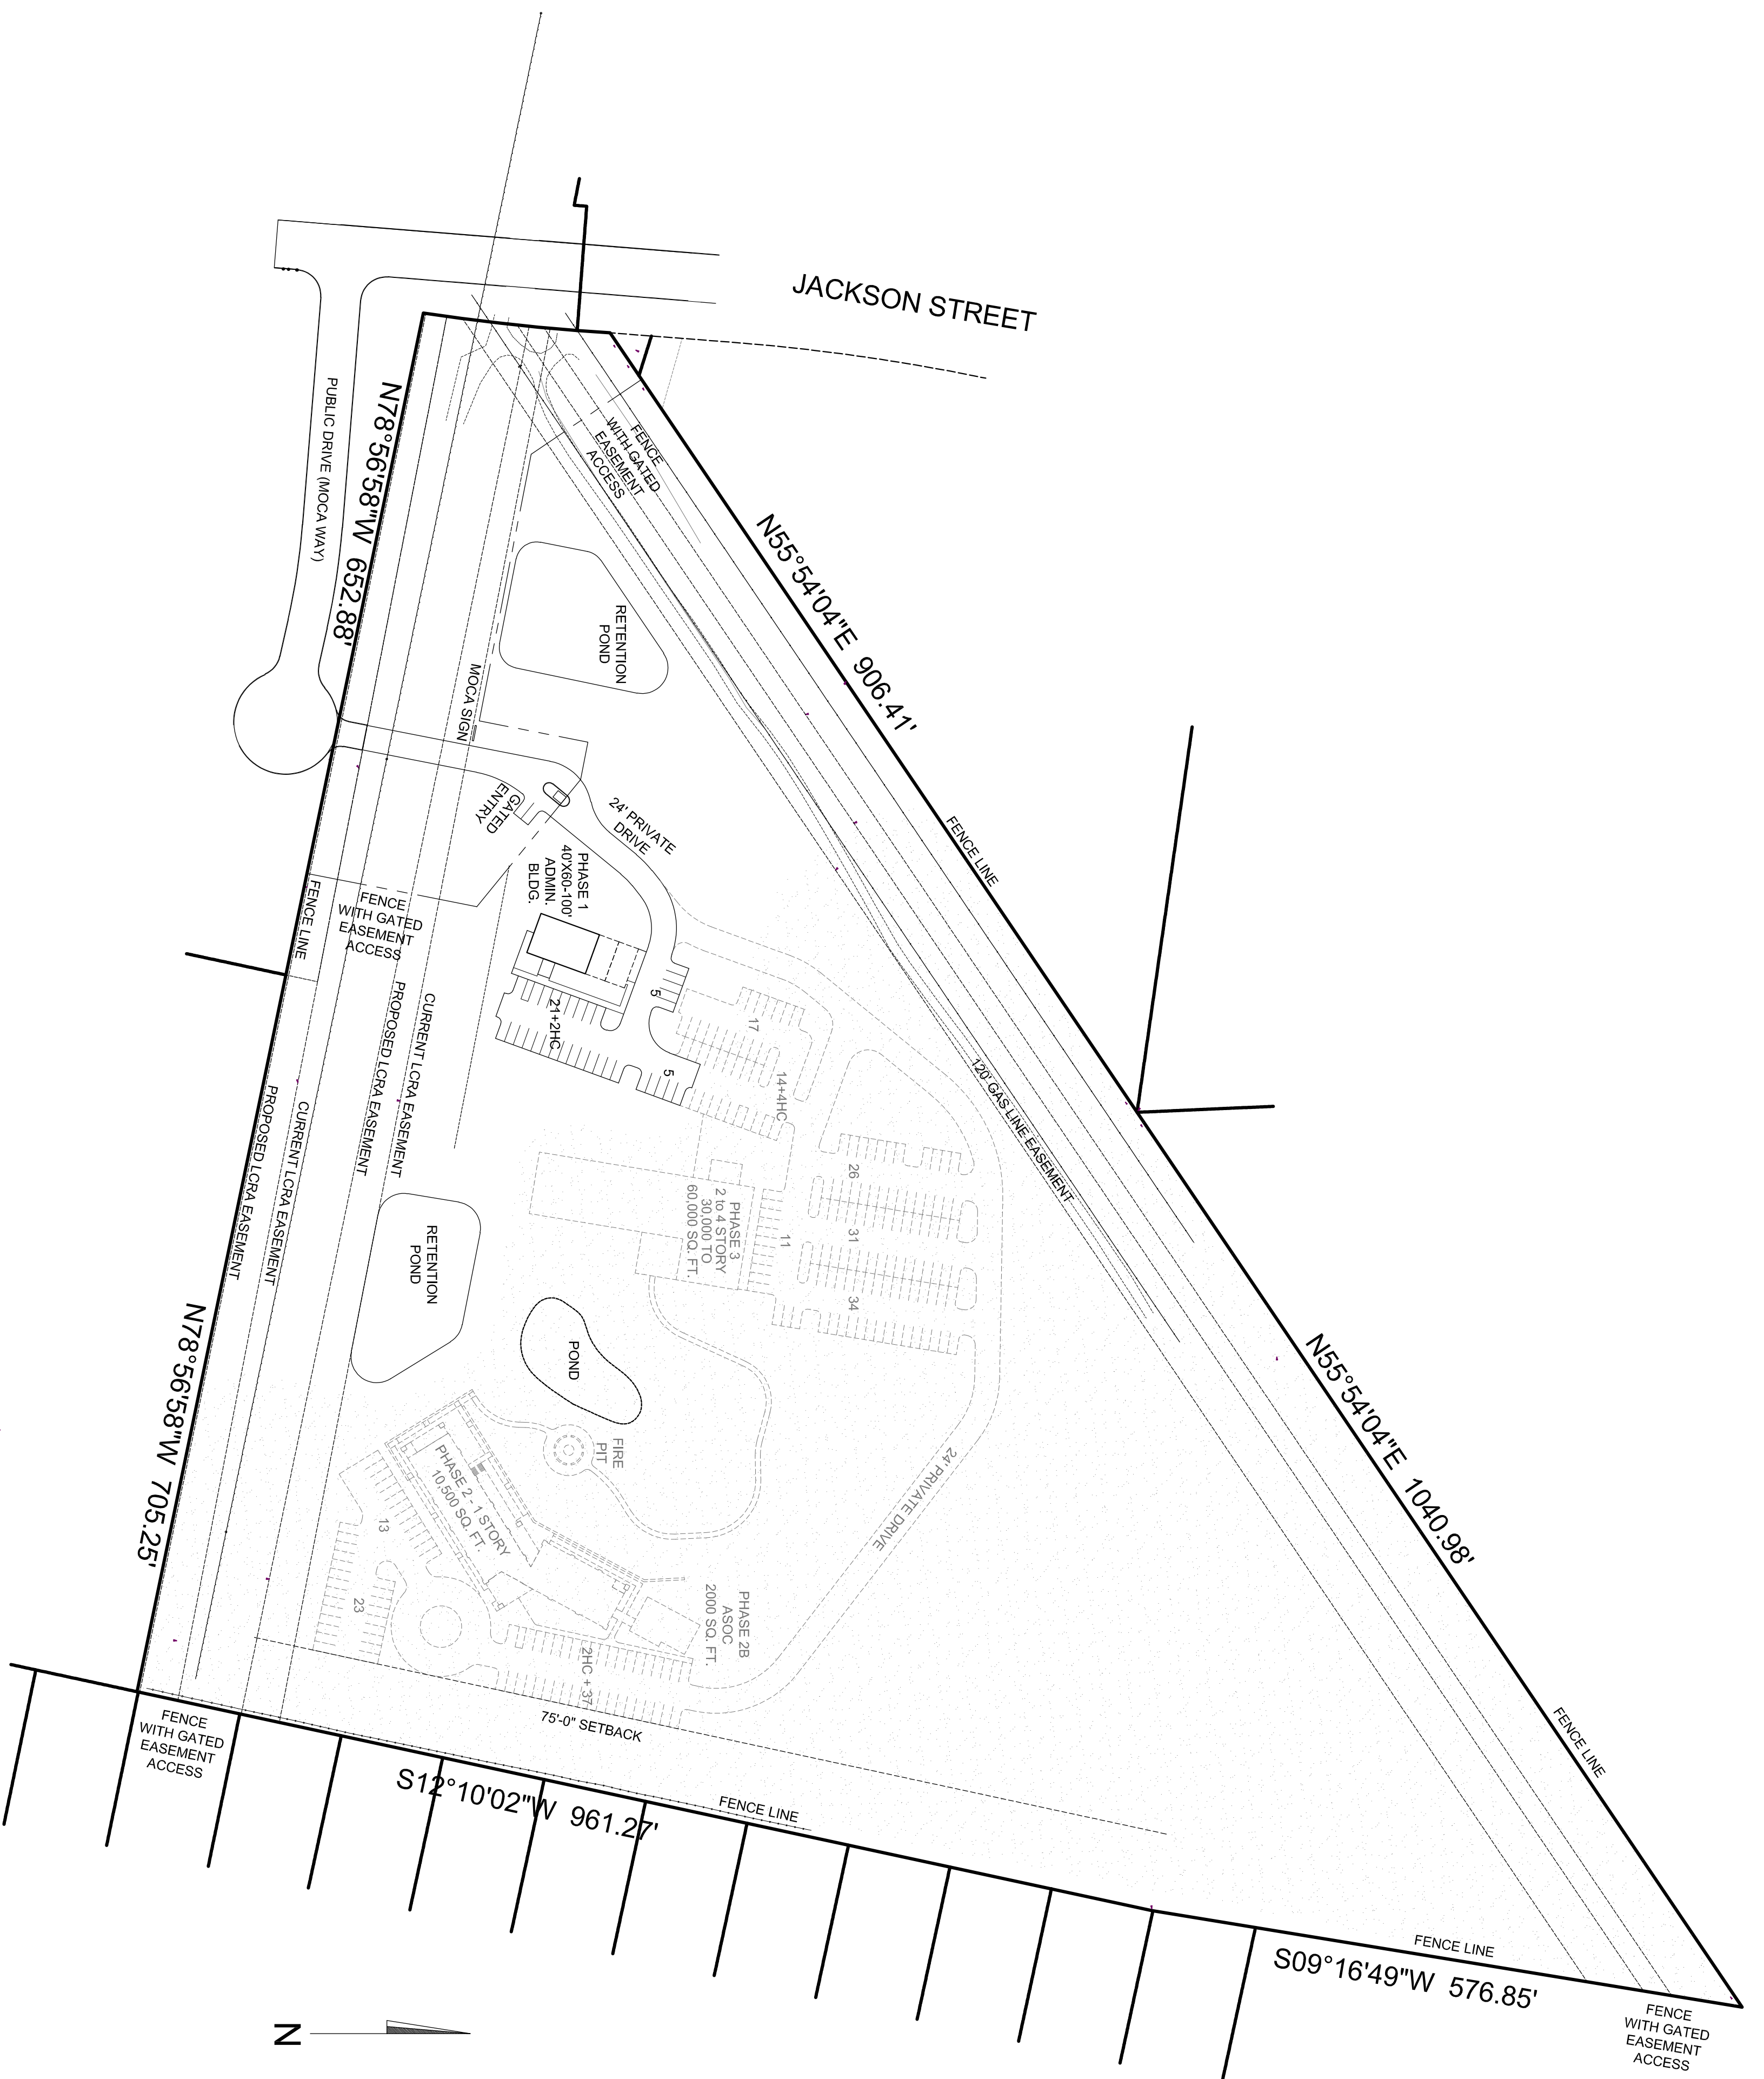 JACKSON STREET
PUBLIC DRIVE (MOCA WAY)
N78°56'58"W 652.88'
FENCE
WITH GATED
EASEMENT
ACCESS
N55°54'04"E 906.41'
RETENTION
POND
MOCA SIGN
GATED
ENTRY
24' PRIVATE
DRIVE
FENCE LINE
PHASE 1
40'X60-100'
ADMIN.
BLDG.
FENCE LINE
FENCE
WITH GATED
EASEMENT
ACCESS
5
21+2HC
5
17
14+4HC
CURRENT LCRA EASEMENT
PROPOSED LCRA EASEMENT
CURRENT LCRA EASEMENT
PROPOSED LCRA EASEMENT
120' GAS LINE EASEMENT
26
31
34
11
PHASE 3
2 to 4 STORY
30,000 TO
60,000 SQ. FT.
RETENTION
POND
POND
N78°56'58"W 705.25'
N55°54'04"E 1040.98'
FIRE
PIT
PHASE 2 - 1 STORY
10,500 SQ. FT.
13
23
24' PRIVATE DRIVE
PHASE 2B
ASOC
2000 SQ. FT.
2HC + 37
75'-0" SETBACK
FENCE
WITH GATED
EASEMENT
ACCESS
S12°10'02"W 961.27'
FENCE LINE
FENCE LINE
FENCE LINE
S09°16'49"W 576.85'
FENCE
WITH GATED
EASEMENT
ACCESS
N